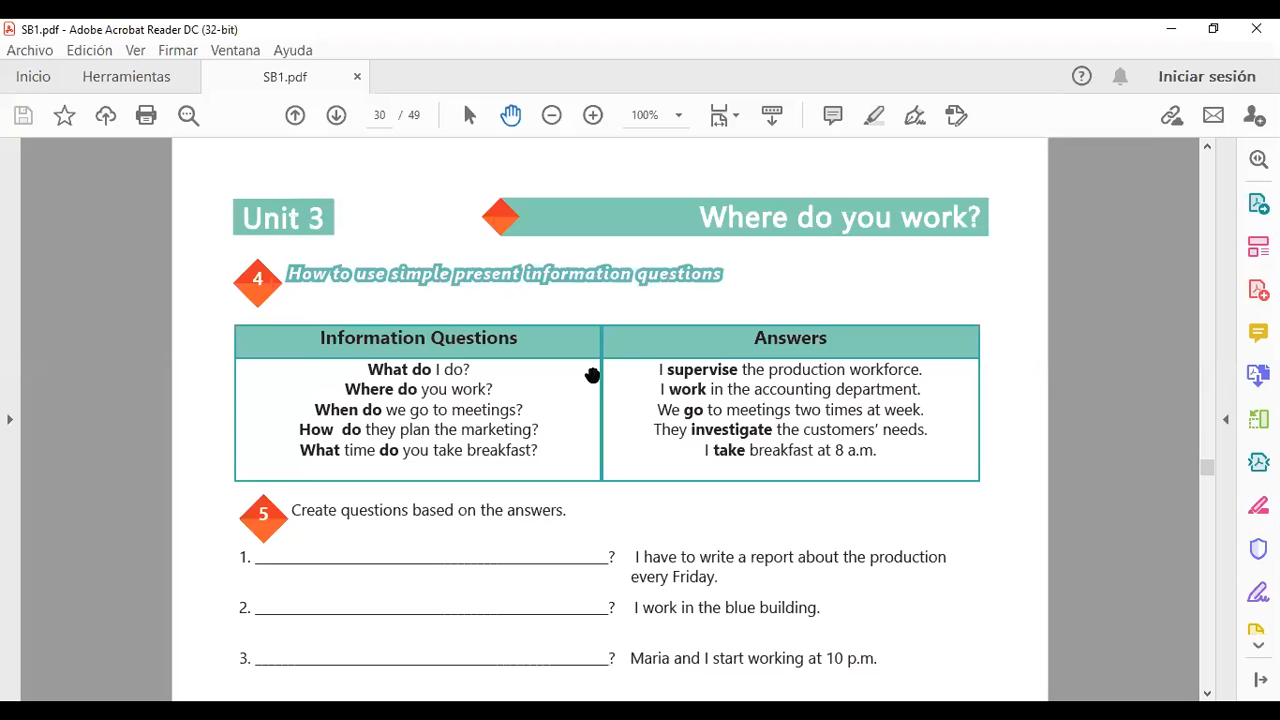 SB1.pdf - Adobe Acrobat Reader DC (32-bit)
Archivo Edición Ver Firmar Ventana Ayuda
Inicio Herramientas SB1.pdf × Iniciar sesión
30 / 49 100%
Unit 3 Where do you work?
4 How to use simple present information questions
Information Questions Answers
What do I do? I supervise the production workforce.
Where do you work? I work in the accounting department.
When do we go to meetings? We go to meetings two times at week.
How do they plan the marketing? They investigate the customers' needs.
What time do you take breakfast? I take breakfast at 8 a.m.
5 Create questions based on the answers.
1. ______________________________________? I have to write a report about the production
every Friday.
2. ______________________________________? I work in the blue building.
3. ______________________________________? Maria and I start working at 10 p.m.